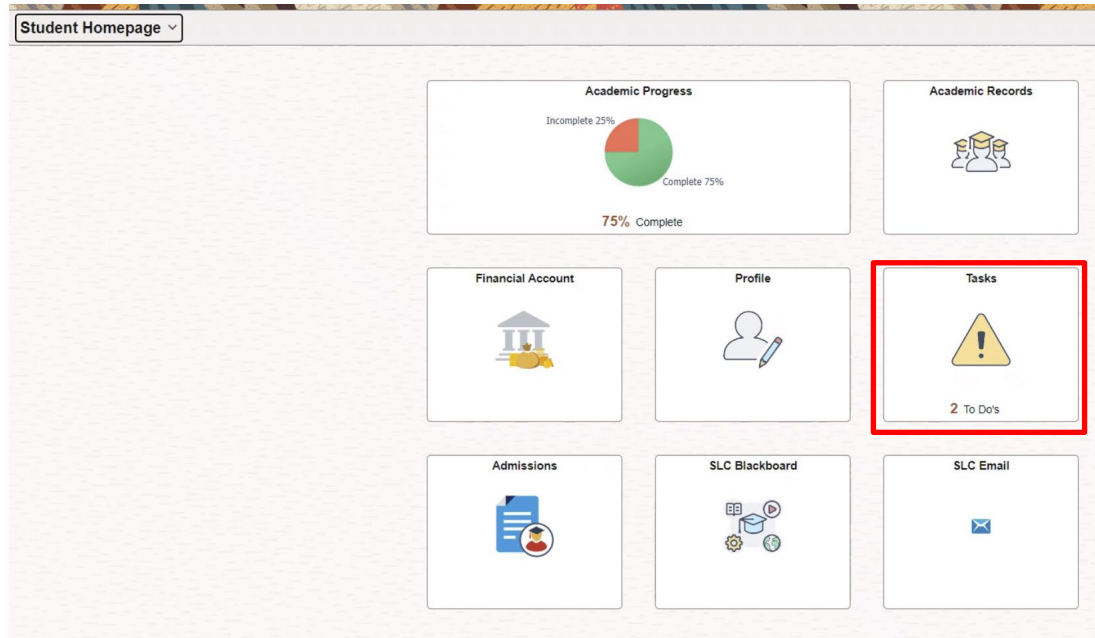 Student Homepage
Academic Progress
Incomplete 25%
Complete 75%
75% Complete
Academic Records
Financial Account
Profile
Tasks
2 To Do's
Admissions
SLC Blackboard
SLC Email